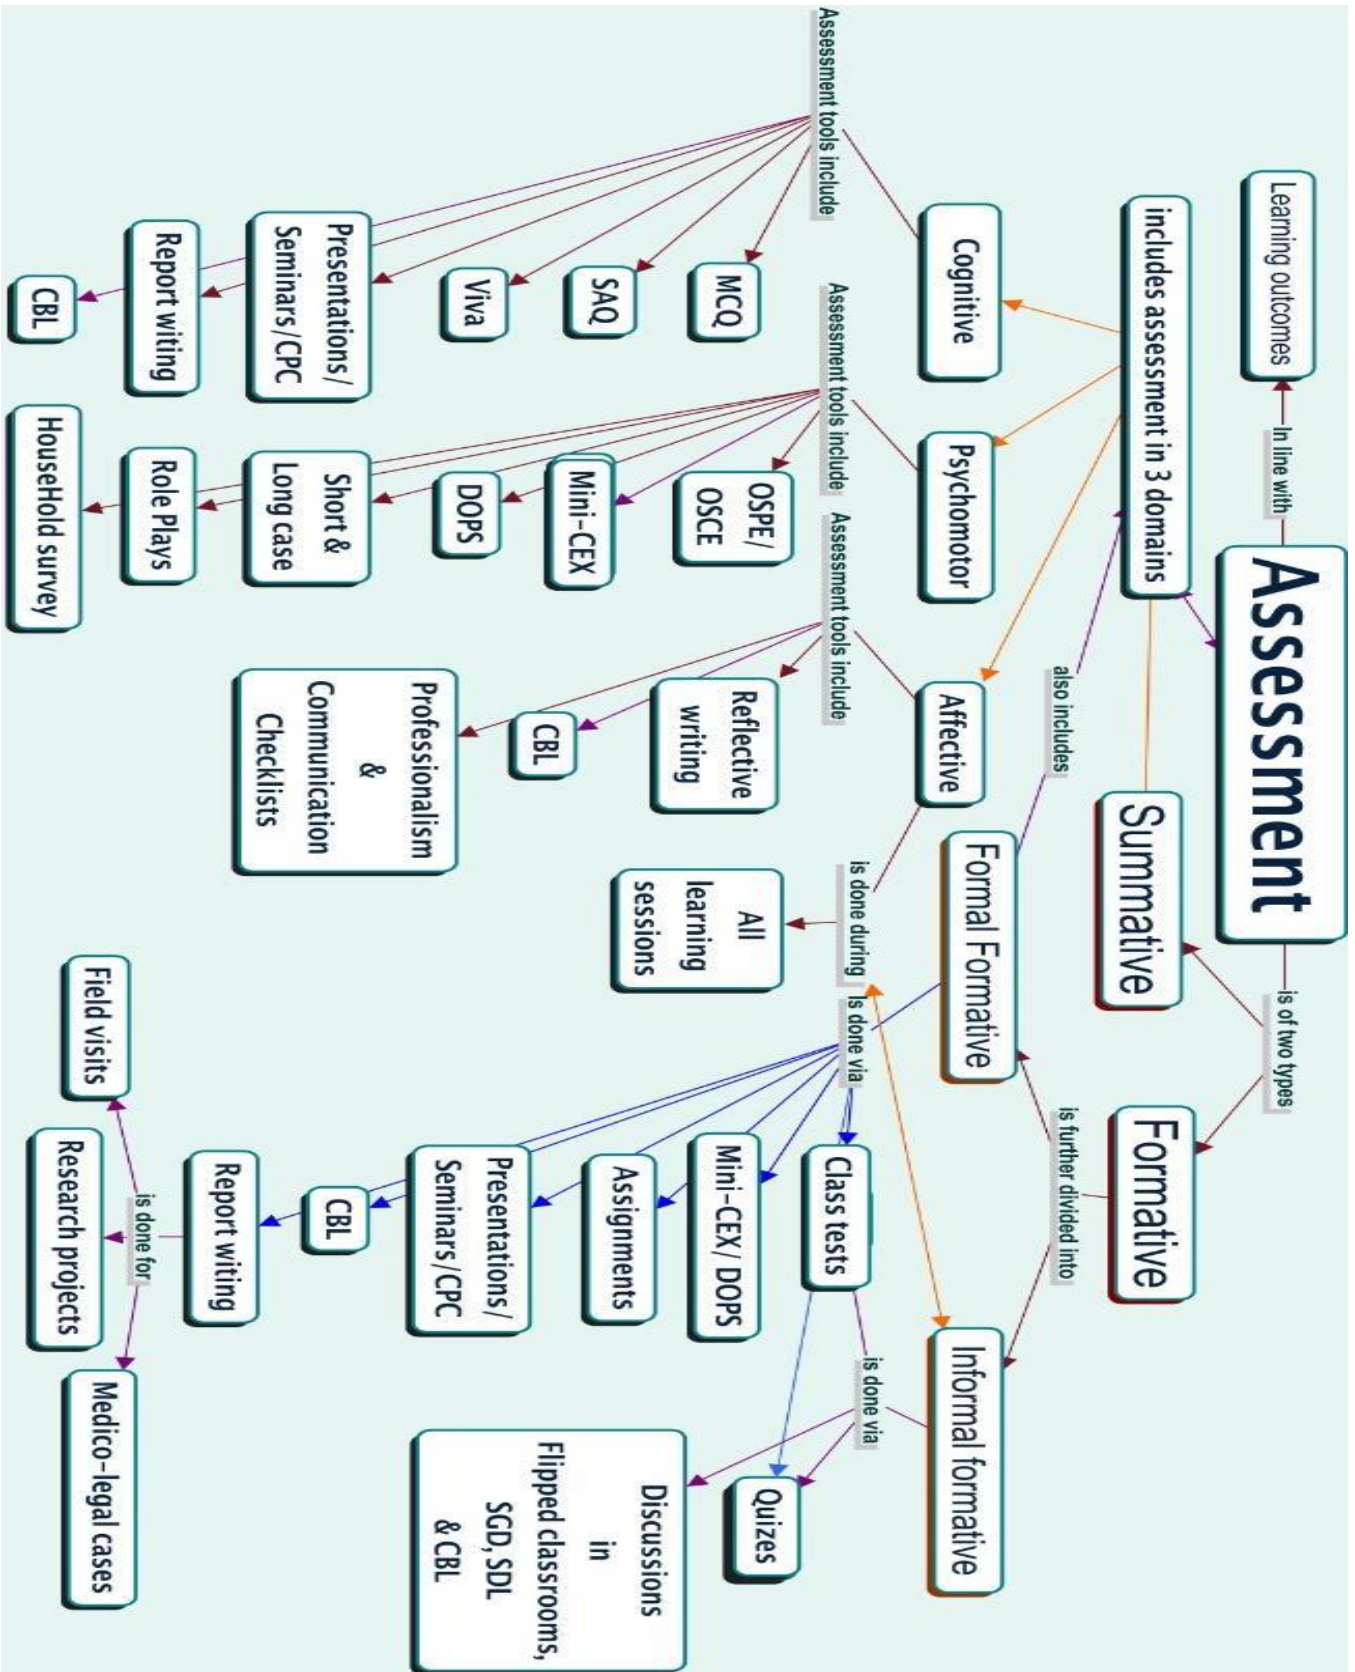 Assessment
In line with
is of two types
Learning outcomes
includes assessment in 3 domains
Summative
Formative
also includes
is further divided into
Cognitive
Psychomotor
Affective
Formal Formative
Informal formative
Assessment tools include
Assessment tools include
Assessment tools include
is done during
Is done via
is done via
MCQ
SAQ
Viva
Presentations/
Seminars/CPC
Report witing
CBL
OSPE/
OSCE
Mini-CEX
DOPS
Short &
Long case
Role Plays
HouseHold survey
Reflective
writing
CBL
Professionalism
&
Communication
Checklists
All
learning
sessions
Class tests
Mini-CEX/ DOPS
Assignments
Presentations/
Seminars/CPC
CBL
Report witing
is done for
Field visits
Research projects
Medico-legal cases
Quizes
Discussions
in
Flipped classrooms,
SGD, SDL
& CBL